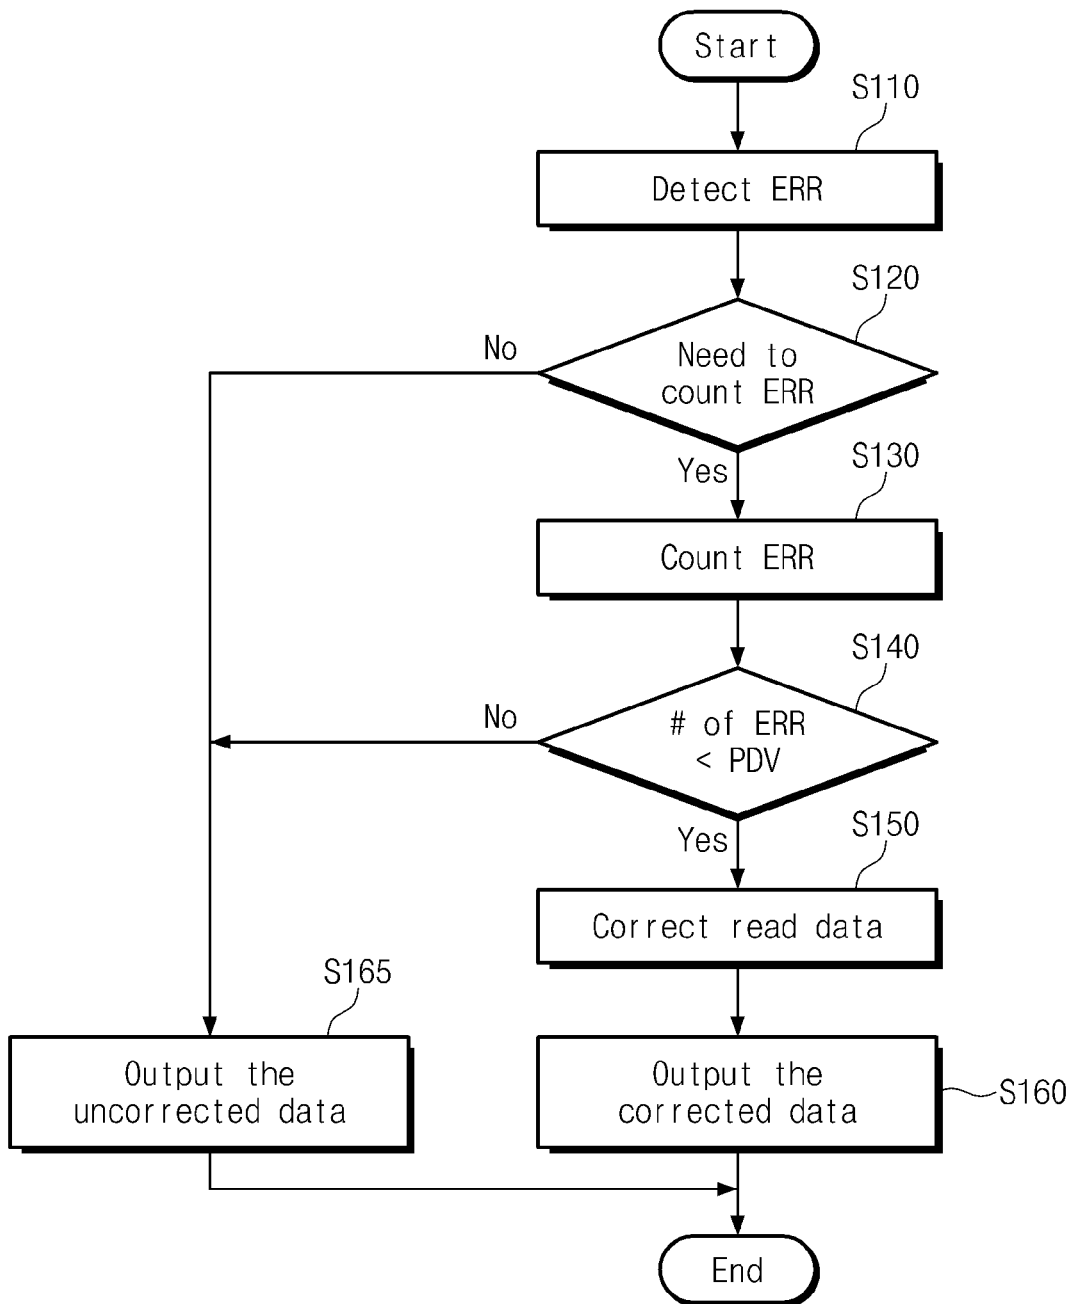 Start
S110
Detect ERR
S120
No
Need to
count ERR
Yes
S130
Count ERR
S140
No
# of ERR
< PDV
Yes
S150
Correct read data
S165
Output the
uncorrected data
Output the
corrected data
S160
End